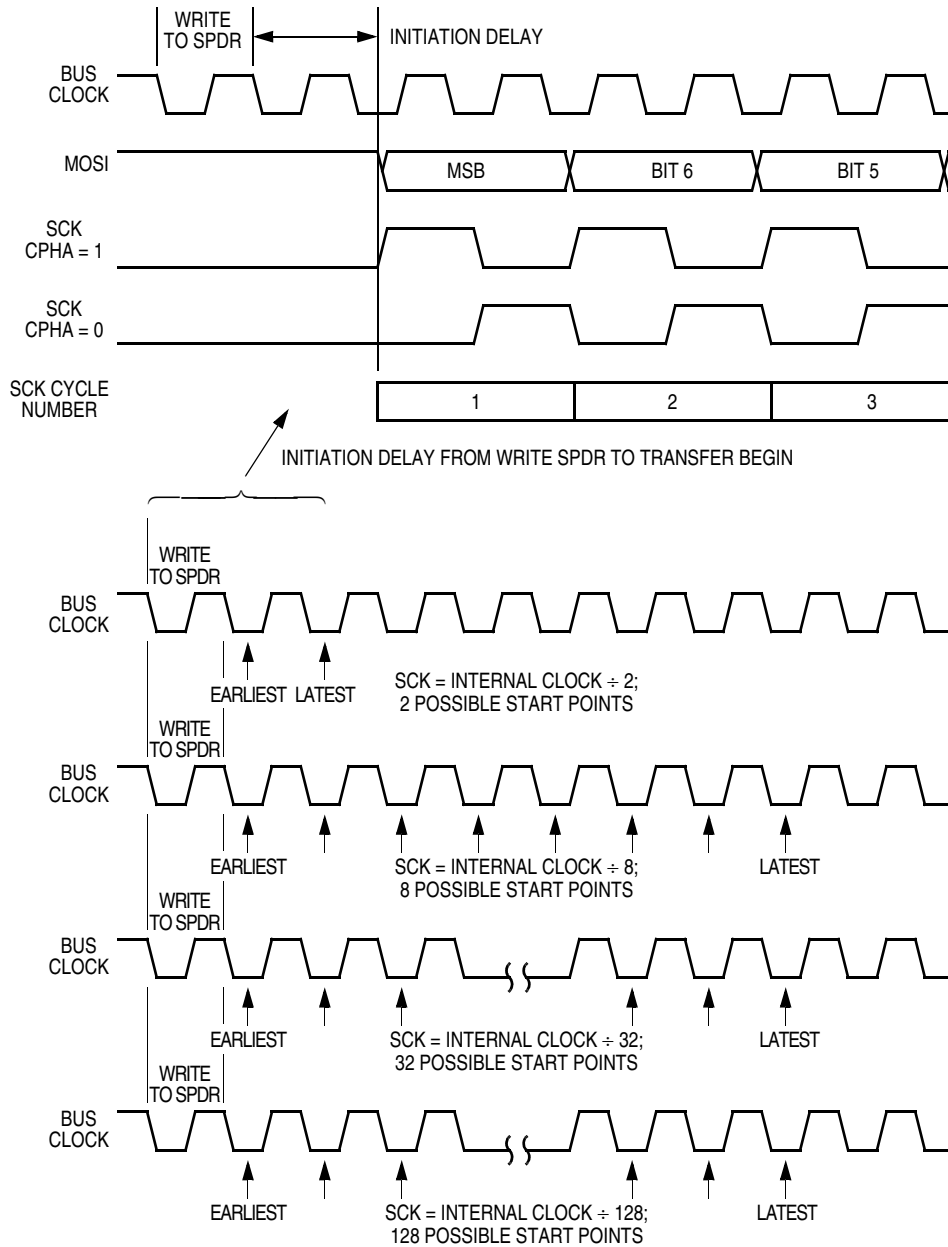 WRITE
TO SPDR
INITIATION DELAY
BUS
CLOCK
MOSI
MSB
BIT 6
BIT 5
SCK
CPHA = 1
SCK
CPHA = 0
SCK CYCLE
NUMBER
1
2
3
INITIATION DELAY FROM WRITE SPDR TO TRANSFER BEGIN
WRITE
TO SPDR
BUS
CLOCK
EARLIEST
LATEST
SCK = INTERNAL CLOCK ÷ 2;
2 POSSIBLE START POINTS
WRITE
TO SPDR
BUS
CLOCK
EARLIEST
SCK = INTERNAL CLOCK ÷ 8;
8 POSSIBLE START POINTS
LATEST
WRITE
TO SPDR
BUS
CLOCK
EARLIEST
SCK = INTERNAL CLOCK ÷ 32;
32 POSSIBLE START POINTS
LATEST
WRITE
TO SPDR
BUS
CLOCK
EARLIEST
SCK = INTERNAL CLOCK ÷ 128;
128 POSSIBLE START POINTS
LATEST